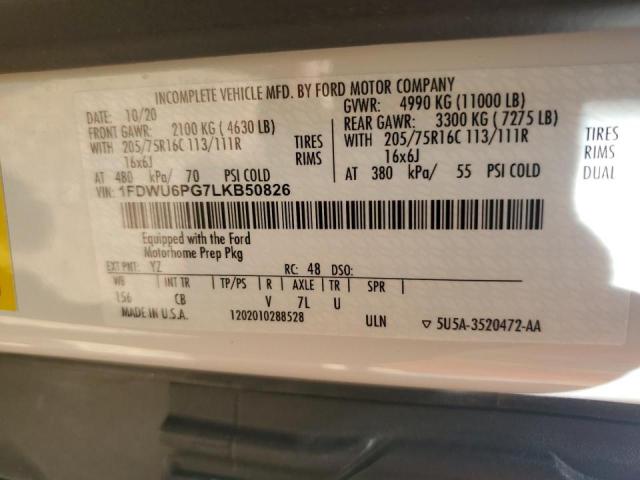 INCOMPLETE VEHICLE MFD. BY FORD MOTOR COMPANY
DATE: 10/20 GVWR: 4990 KG (11000 LB)
FRONT GAWR: 2100 KG ( 4630 LB) REAR GAWR: 3300 KG ( 7275 LB)
WITH 205/75R16C 113/111R TIRES WITH 205/75R16C 113/111R TIRES
16x6J RIMS 16x6J RIMS
AT 480 kPa/ 70 PSI COLD AT 380 kPa/ 55 PSI COLD
VIN: 1FDWU6PG7LKB50826
Equipped with the Ford
Motorhome Prep Pkg
EXT PNT: YZ RC: 48 DSO:
WB INT TR TP/PS R AXLE TR SPR
156 CB V 7L U
MADE IN U.S.A. 1202010288528 ULN ▽ 5U5A-3520472-AA